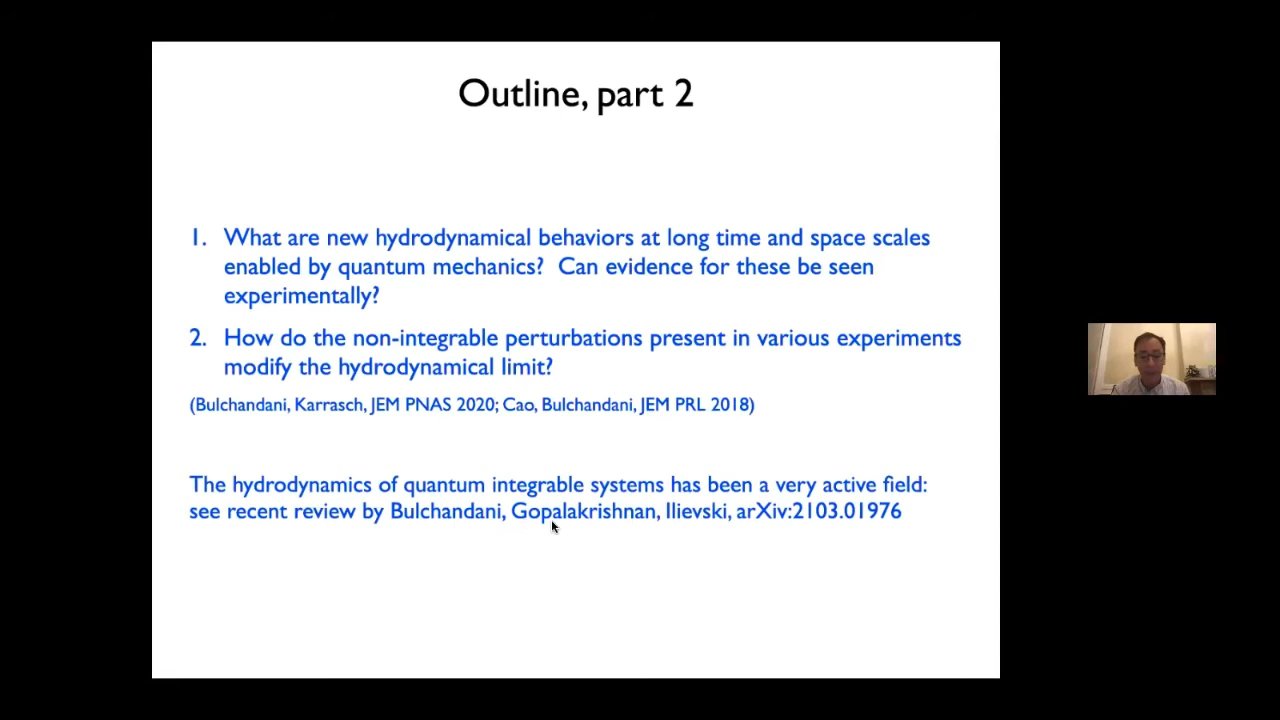 Outline, part 2
1. What are new hydrodynamical behaviors at long time and space scales
enabled by quantum mechanics? Can evidence for these be seen
experimentally?
2. How do the non-integrable perturbations present in various experiments
modify the hydrodynamical limit?
(Bulchandani, Karrasch, JEM PNAS 2020; Cao, Bulchandani, JEM PRL 2018)
The hydrodynamics of quantum integrable systems has been a very active field:
see recent review by Bulchandani, Gopalakrishnan, Ilievski, arXiv:2103.01976